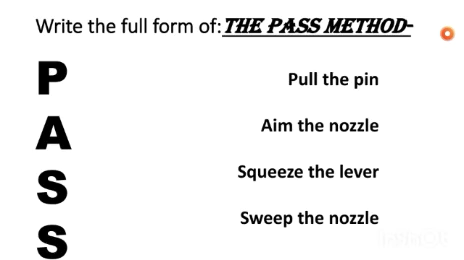 Write the full form of: THE PASS METHOD-
P
Pull the pin
A
Aim the nozzle
S
Squeeze the lever
S
Sweep the nozzle